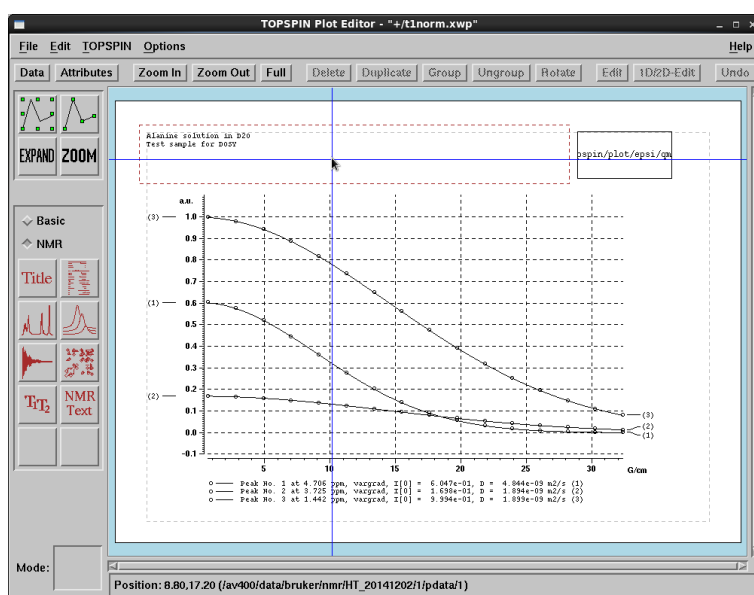 TOPSPIN Plot Editor - "+/t1norm.xwp"
File Edit TOPSPIN Options Help
Data Attributes Zoom In Zoom Out Full Delete Duplicate Group Ungroup Rotate Edit 1D/2D-Edit Undo
EXPAND ZOOM
Basic
NMR
Title
T1T2 NMR Text
Mode:
Alanine solution in D2O
Test sample for DOSY
ospin/plot/epsi/qm
a.u.
(3) 1.0
0.9
0.8
0.7
(1) 0.6
0.5
0.4
0.3
(2) 0.2
0.1
0.0
-0.1
(3)
(2)
(1)
5 10 15 20 25 30 G/cm
Peak No. 1 at 4.706 ppm, vargrad, I[0] = 6.047e-01, D = 4.844e-09 m2/s (1)
Peak No. 2 at 3.725 ppm, vargrad, I[0] = 1.698e-01, D = 1.894e-09 m2/s (2)
Peak No. 3 at 1.442 ppm, vargrad, I[0] = 9.994e-01, D = 1.899e-09 m2/s (3)
Position: 8.80,17.20 (/av400/data/bruker/nmr/HT_20141202/1/pdata/1)